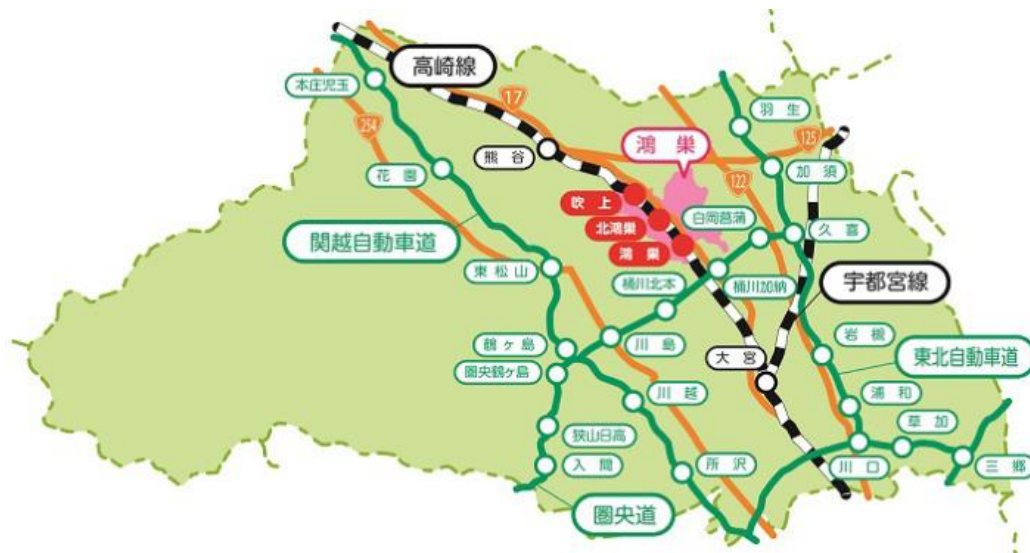 高崎線
本庄児玉
17
254
羽生
125
鴻巣
熊谷
加須
花園
122
吹上
白岡菖蒲
久喜
北鴻巣
関越自動車道
鴻巣
東松山
桶川北本
桶川加納
宇都宮線
鶴ヶ島
川島
岩槻
大宮
東北自動車道
圏央鶴ヶ島
川越
浦和
草加
狭山日高
入間
所沢
川口
三郷
圏央道